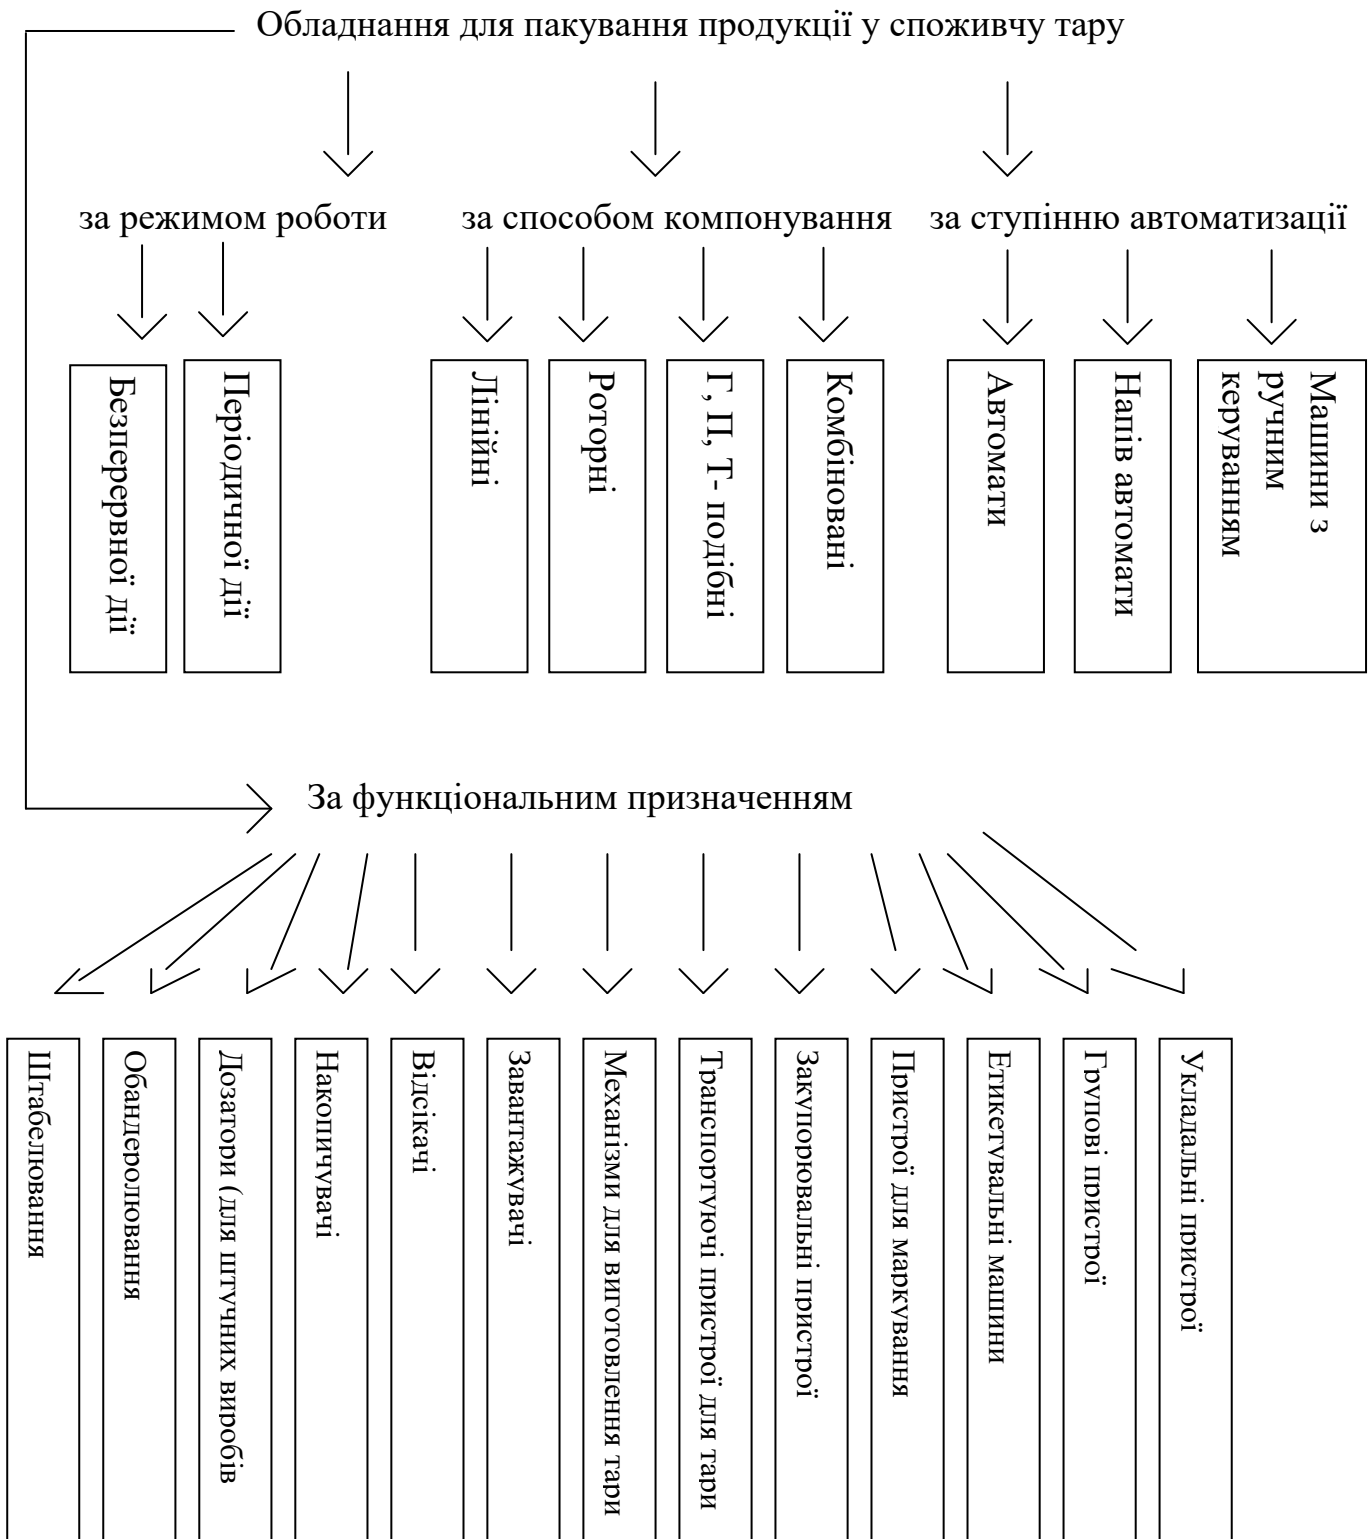 Обладнання для пакування продукції у споживчу тару
за режимом роботи
за способом компонування
за ступінню автоматизації
Безперервної дії
Періодичної дії
Лінійні
Роторні
Г, П, Т- подібні
Комбіновані
Автомати
Напів автомати
Машини з
ручним
керуванням
За функціональним призначенням
Штабелювання
Обандеролювання
Дозатори (для штучних виробів
Накопичувачі
Відсікачі
Завантажувачі
Механізми для виготовлення тари
Транспортуючі пристрої для тари
Закупорювальні пристрої
Пристрої для маркування
Етикетувальні машини
Групові пристрої
Укладальні пристрої